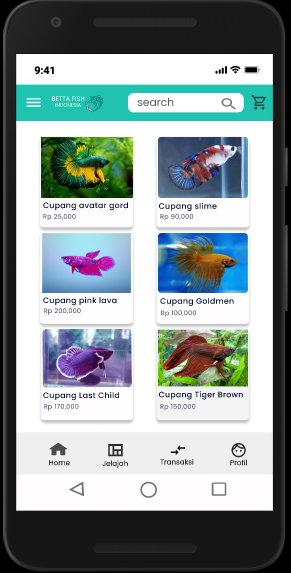 9:41
BETTA FISH
INDONESIA
search
Cupang avatar gord
Rp 25,000
Cupang slime
Rp 90,000
Cupang pink lava
Rp 200,000
Cupang Goldmen
Rp 100,000
Cupang Last Child
Rp 170,000
Cupang Tiger Brown
Rp 150,000
Home
Jelajah
Transaksi
Profil